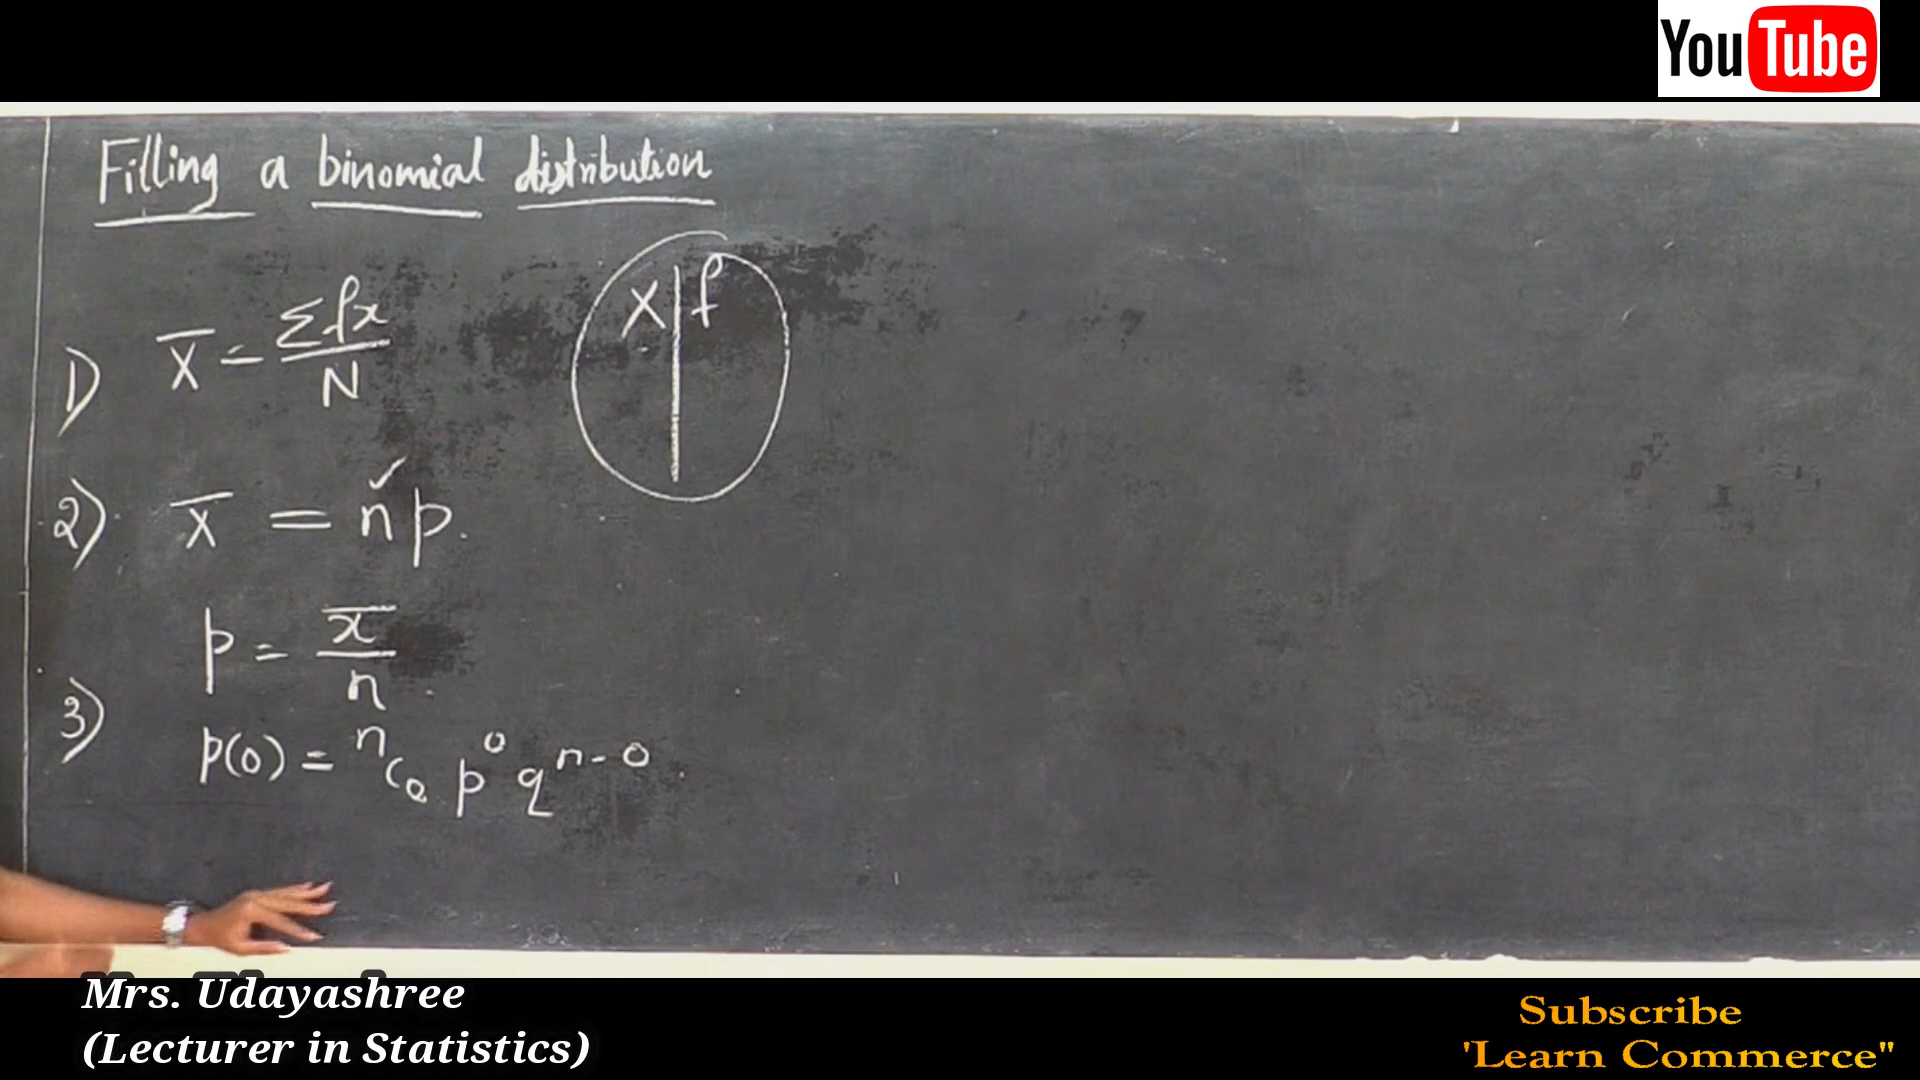 YouTube
Filling a binomial distribution
X f
1) X̅ = Σfx / N
2) X̅ = n p.
p = x̅ / n
3)
p(0) = ⁿC₀ p⁰ qⁿ⁻⁰
Mrs. Udayashree
(Lecturer in Statistics)
Subscribe
'Learn Commerce"